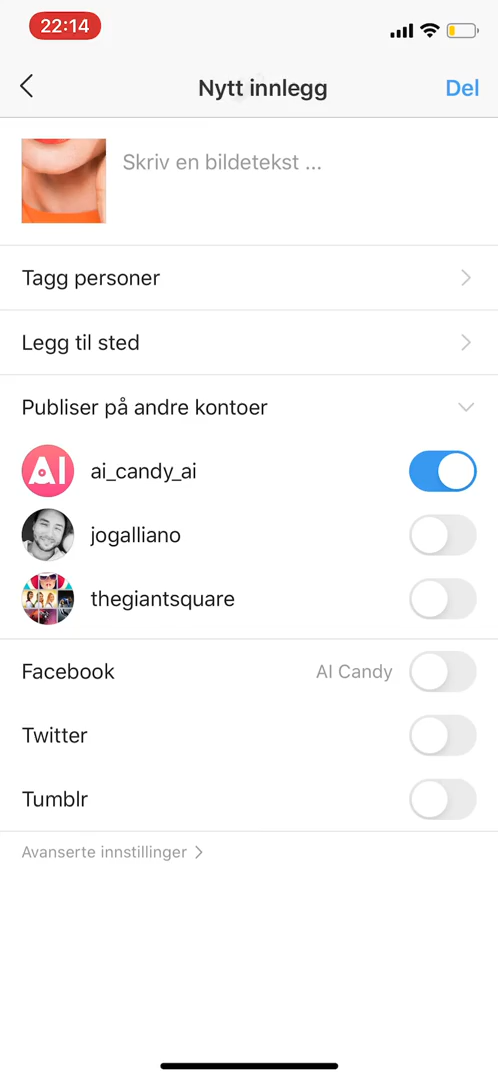 22:14
Nytt innlegg
Del
Skriv en bildetekst ...
Tagg personer
Legg til sted
Publiser på andre kontoer
AI
ai_candy_ai
jogalliano
thegiantsquare
Facebook
AI Candy
Twitter
Tumblr
Avanserte innstillinger